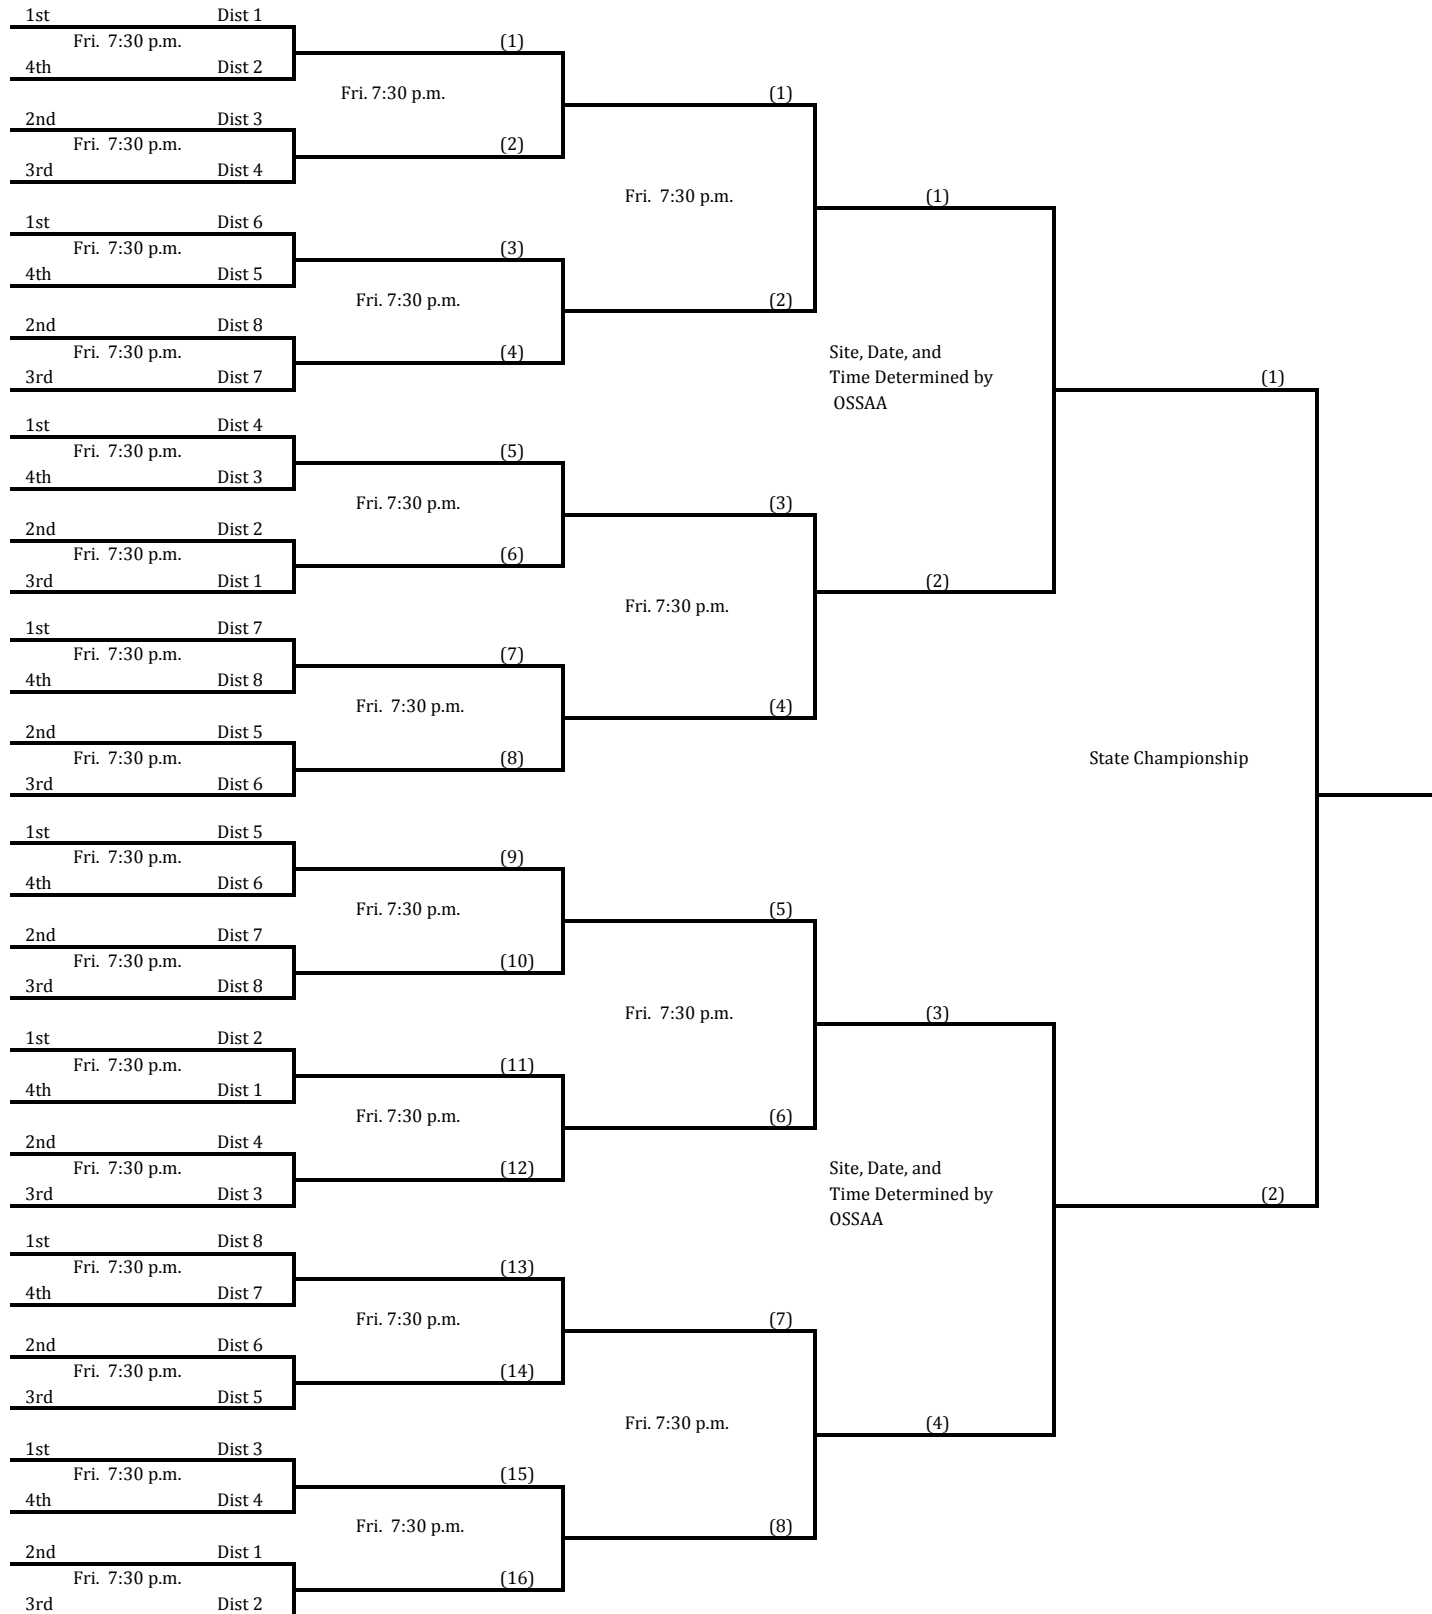 1st Dist 1
Fri. 7:30 p.m.
(1)
4th Dist 2
Fri. 7:30 p.m.
(1)
2nd Dist 3
Fri. 7:30 p.m.
(2)
3rd Dist 4
Fri. 7:30 p.m.
(1)
1st Dist 6
Fri. 7:30 p.m.
(3)
4th Dist 5
Fri. 7:30 p.m.
(2)
2nd Dist 8
Fri. 7:30 p.m.
(4)
3rd Dist 7
Site, Date, and
Time Determined by
OSSAA
(1)
1st Dist 4
Fri. 7:30 p.m.
(5)
4th Dist 3
Fri. 7:30 p.m.
(3)
2nd Dist 2
Fri. 7:30 p.m.
(6)
3rd Dist 1
(2)
Fri. 7:30 p.m.
1st Dist 7
Fri. 7:30 p.m.
(7)
4th Dist 8
Fri. 7:30 p.m.
(4)
2nd Dist 5
Fri. 7:30 p.m.
(8)
State Championship
3rd Dist 6
1st Dist 5
Fri. 7:30 p.m.
(9)
4th Dist 6
Fri. 7:30 p.m.
(5)
2nd Dist 7
Fri. 7:30 p.m.
(10)
3rd Dist 8
Fri. 7:30 p.m.
(3)
1st Dist 2
Fri. 7:30 p.m.
(11)
4th Dist 1
Fri. 7:30 p.m.
(6)
2nd Dist 4
Fri. 7:30 p.m.
(12)
3rd Dist 3
Site, Date, and
Time Determined by
OSSAA
(2)
1st Dist 8
Fri. 7:30 p.m.
(13)
4th Dist 7
Fri. 7:30 p.m.
(7)
2nd Dist 6
Fri. 7:30 p.m.
(14)
3rd Dist 5
Fri. 7:30 p.m.
(4)
1st Dist 3
Fri. 7:30 p.m.
(15)
4th Dist 4
Fri. 7:30 p.m.
(8)
2nd Dist 1
Fri. 7:30 p.m.
(16)
3rd Dist 2